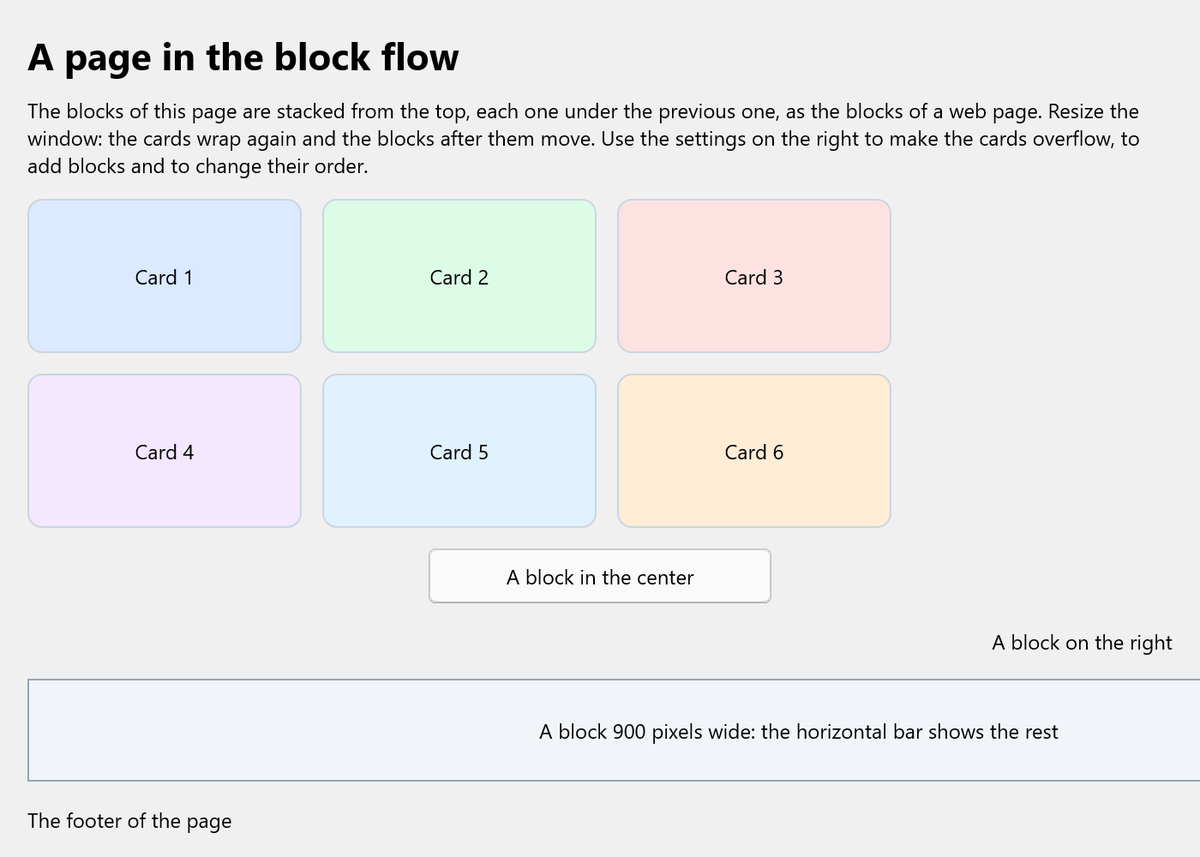 A page in the block flow
The blocks of this page are stacked from the top, each one under the previous one, as the blocks of a web page. Resize the
window: the cards wrap again and the blocks after them move. Use the settings on the right to make the cards overflow, to
add blocks and to change their order.
Card 1
Card 2
Card 3
Card 4
Card 5
Card 6
A block in the center
A block on the right
A block 900 pixels wide: the horizontal bar shows the rest
The footer of the page